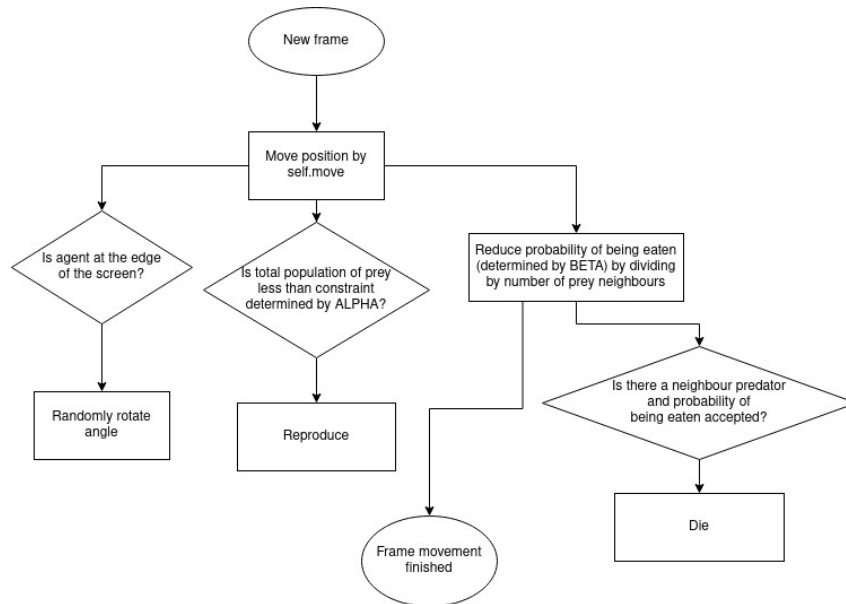 New frame
Move position by
self.move
Is agent at the edge
of the screen?
Is total population of prey
less than constraint
determined by ALPHA?
Reduce probability of being eaten
(determined by BETA) by dividing
by number of prey neighbours
Is there a neighbour predator
and probability of
being eaten accepted?
Randomly rotate
angle
Reproduce
Die
Frame movement
finished